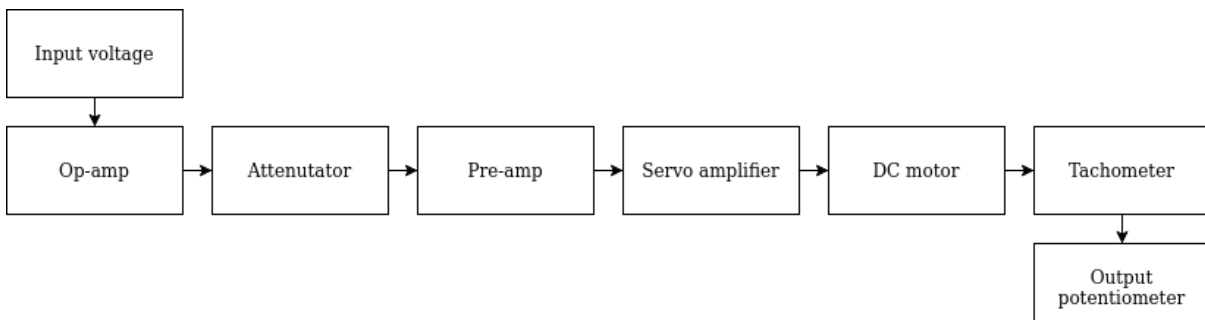 Input voltage
Op-amp
Attenutator
Pre-amp
Servo amplifier
DC motor
Tachometer
Output
potentiometer